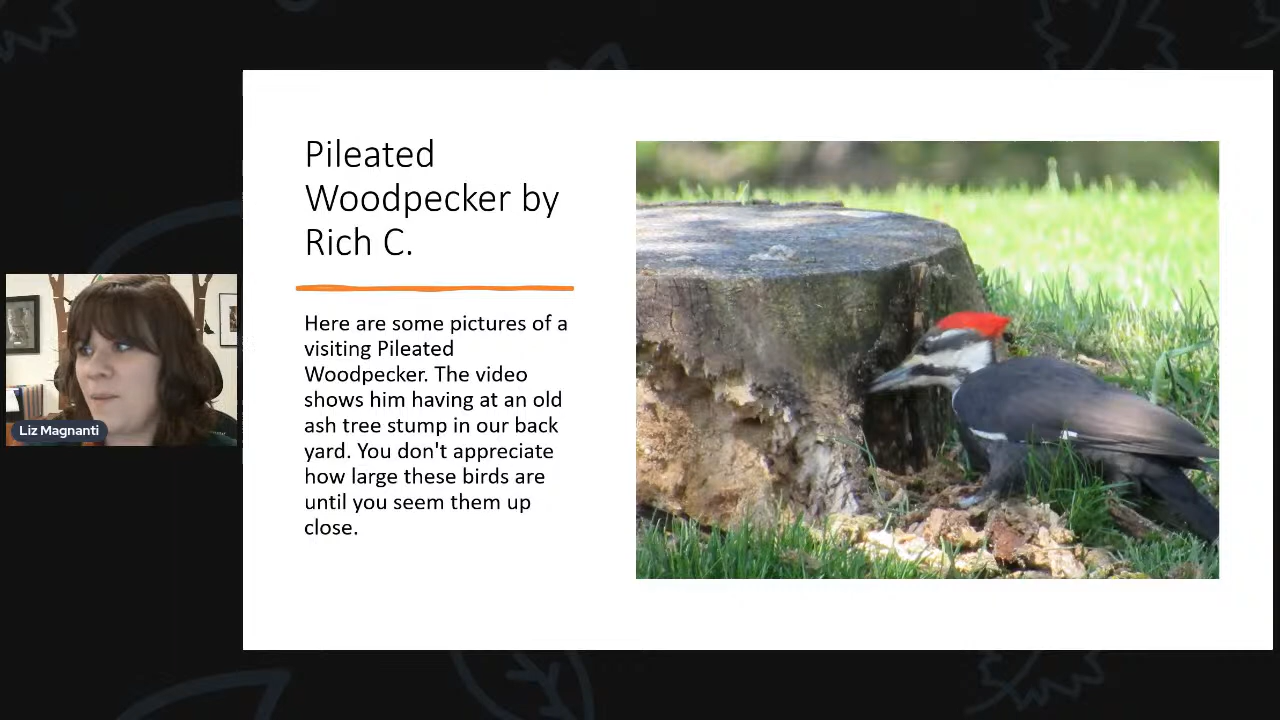 Pileated
Woodpecker by
Rich C.
Here are some pictures of a
visiting Pileated
Woodpecker. The video
shows him having at an old
ash tree stump in our back
yard. You don't appreciate
how large these birds are
until you seem them up
close.
Liz Magnanti